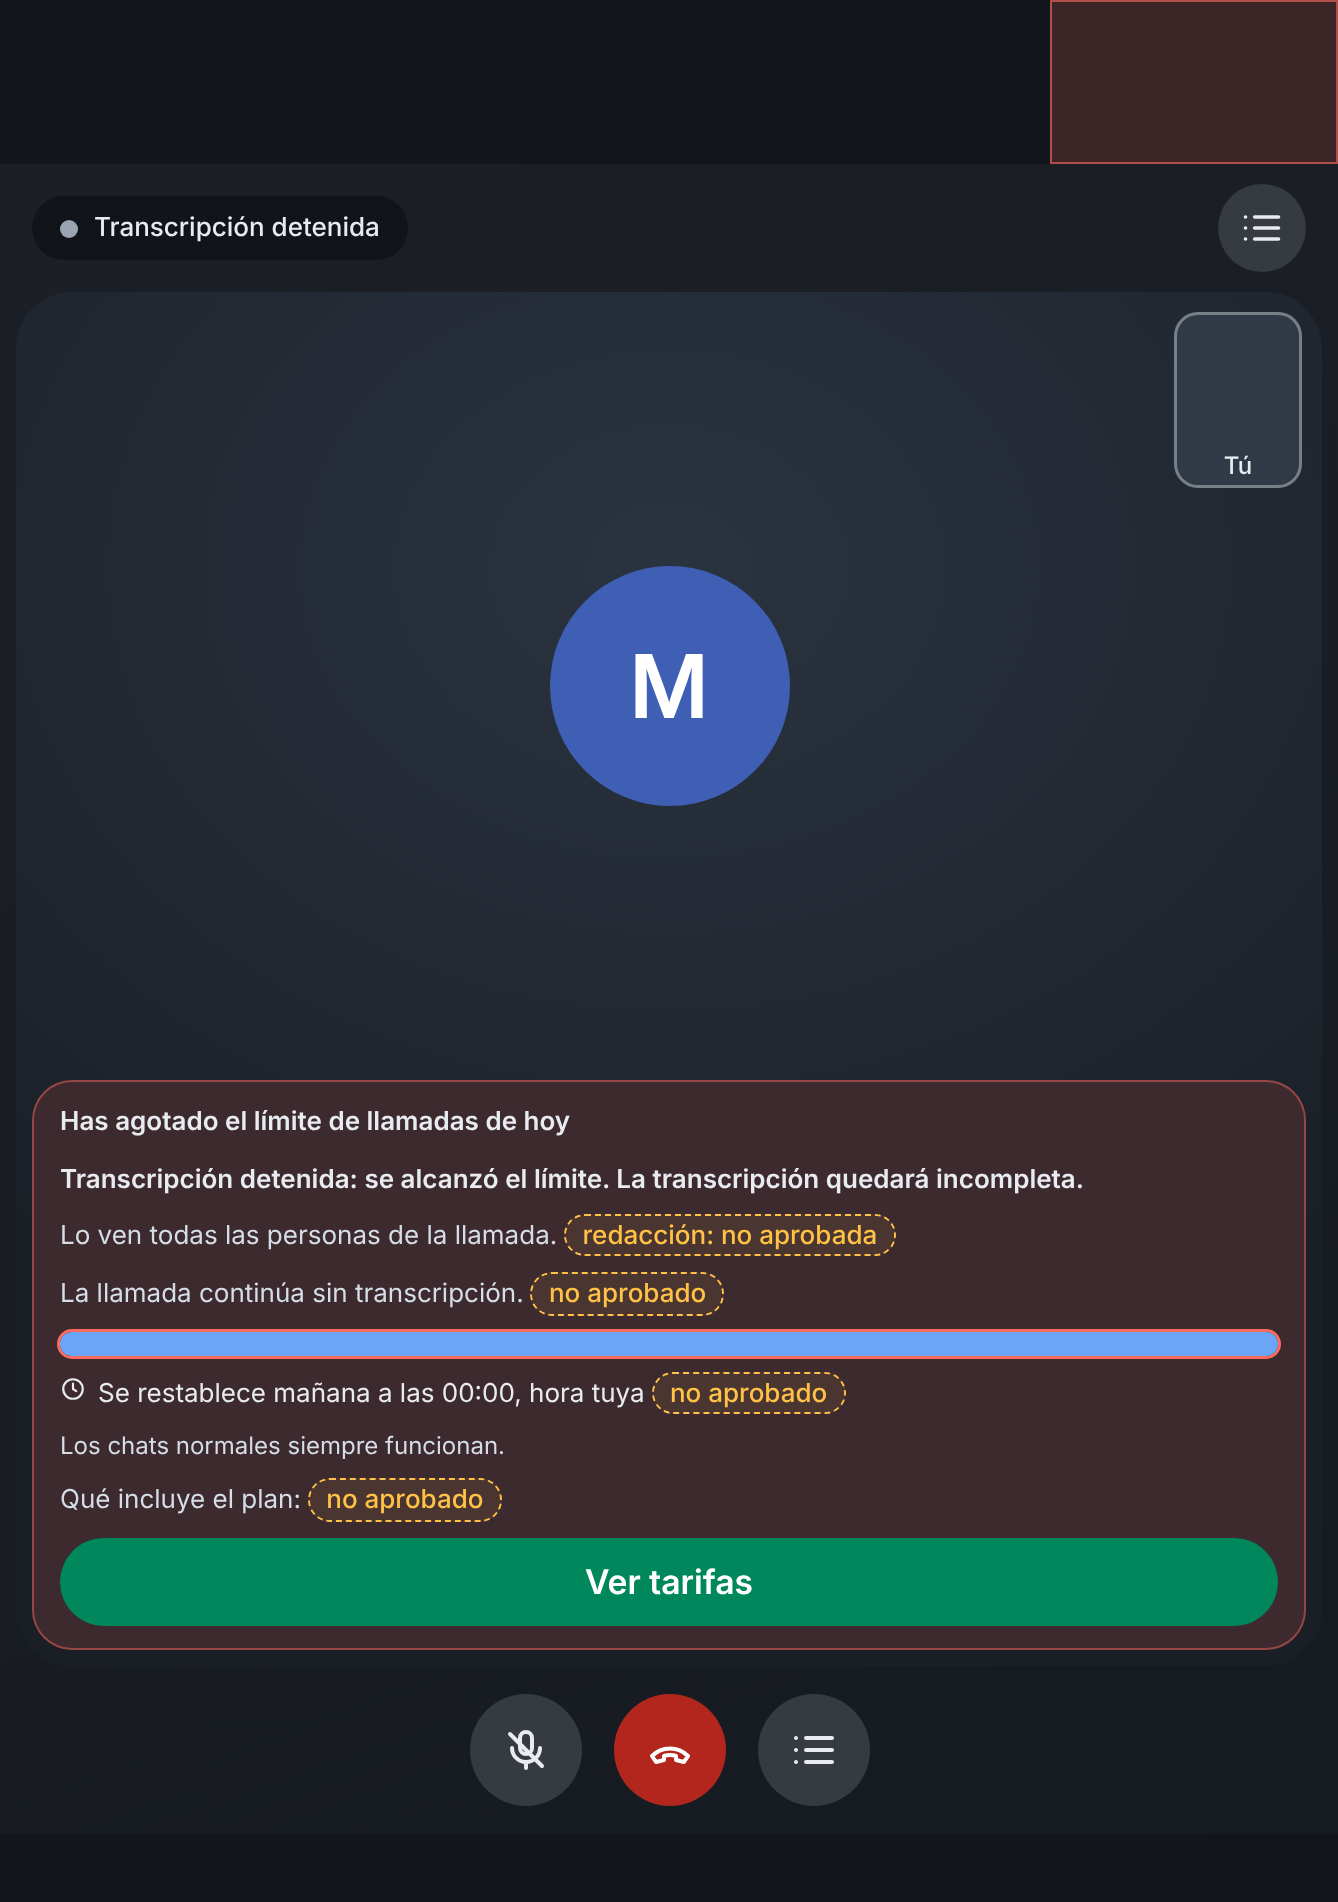 Transcripción detenida
Tú
M
Has agotado el límite de llamadas de hoy
Transcripción detenida: se alcanzó el límite. La transcripción quedará incompleta.
Lo ven todas las personas de la llamada. redacción: no aprobada
La llamada continúa sin transcripción. no aprobado
Se restablece mañana a las 00:00, hora tuya no aprobado
Los chats normales siempre funcionan.
Qué incluye el plan: no aprobado
Ver tarifas